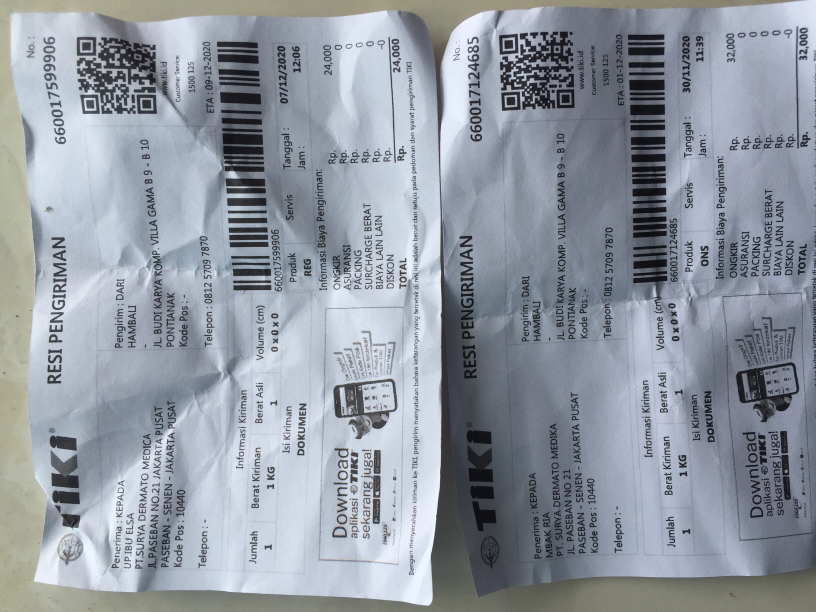 TIKI
RESI PENGIRIMAN
No. :
660017599906
Penerima : KEPADA
UP IBU ELSA
PT.SURYA DERMATO MEDICA
JL.PASEBAN NO.21 JAKARTA PUSAT
PASEBAN - SENEN - JAKARTA PUSAT
Kode Pos : 10440
Telepon : -
Pengirim : DARI
HAMBALI
-
JL. BUDI KARYA KOMP. VILLA GAMA B 9 - B 10
PONTIANAK
Kode Pos : -
Telepon : 0812 5709 7870
www.tiki.id
Customer Service:
1500 125
ETA : 09-12-2020
Informasi Kiriman
Jumlah Berat Kiriman Berat Asli Volume (cm)
1 1 KG 1 0 x 0 x 0
Isi Kiriman
DOKUMEN
660017599906
Produk Servis Tanggal : 07/12/2020
REG Jam : 12:06
Informasi Biaya Pengiriman:
ONGKIR Rp. 24,000
ASURANSI Rp. 0
PACKING Rp. 0
SURCHARGE BERAT Rp. 0
BIAYA LAIN LAIN Rp. 0
DISKON Rp. -0
TOTAL Rp. 24,000
Download
aplikasi TIKI
sekarang juga!
Dengan menyerahkan kiriman ke TIKI, pengirim menyatakan bahwa keterangan yang tertera di resi ini adalah benar dan setuju pada pedoman dan syarat pengiriman TIKI
TIKI
RESI PENGIRIMAN
No. :
660017124685
Penerima : KEPADA
MBAK RIA
PT. SURYA DERMATO MEDIKA
JL. PASEBAN NO 21
PASEBAN - SENEN - JAKARTA PUSAT
Kode Pos : 10440
Telepon : -
Pengirim : DARI
HAMBALI
-
JL. BUDI KARYA KOMP. VILLA GAMA B 9 - B 10
PONTIANAK
Kode Pos : -
Telepon : 0812 5709 7870
www.tiki.id
Customer Service:
1500 125
ETA : 01-12-2020
Informasi Kiriman
Jumlah Berat Kiriman Berat Asli Volume (cm)
1 1 KG 1 0 x 0 x 0
Isi Kiriman
DOKUMEN
660017124685
Produk Servis Tanggal : 30/11/2020
ONS Jam : 11:39
Informasi Biaya Pengiriman:
ONGKIR Rp. 32,000
ASURANSI Rp. 0
PACKING Rp. 0
SURCHARGE BERAT Rp. 0
BIAYA LAIN LAIN Rp. 0
DISKON Rp. -0
TOTAL Rp. 32,000
Download
aplikasi TIKI
sekarang juga!